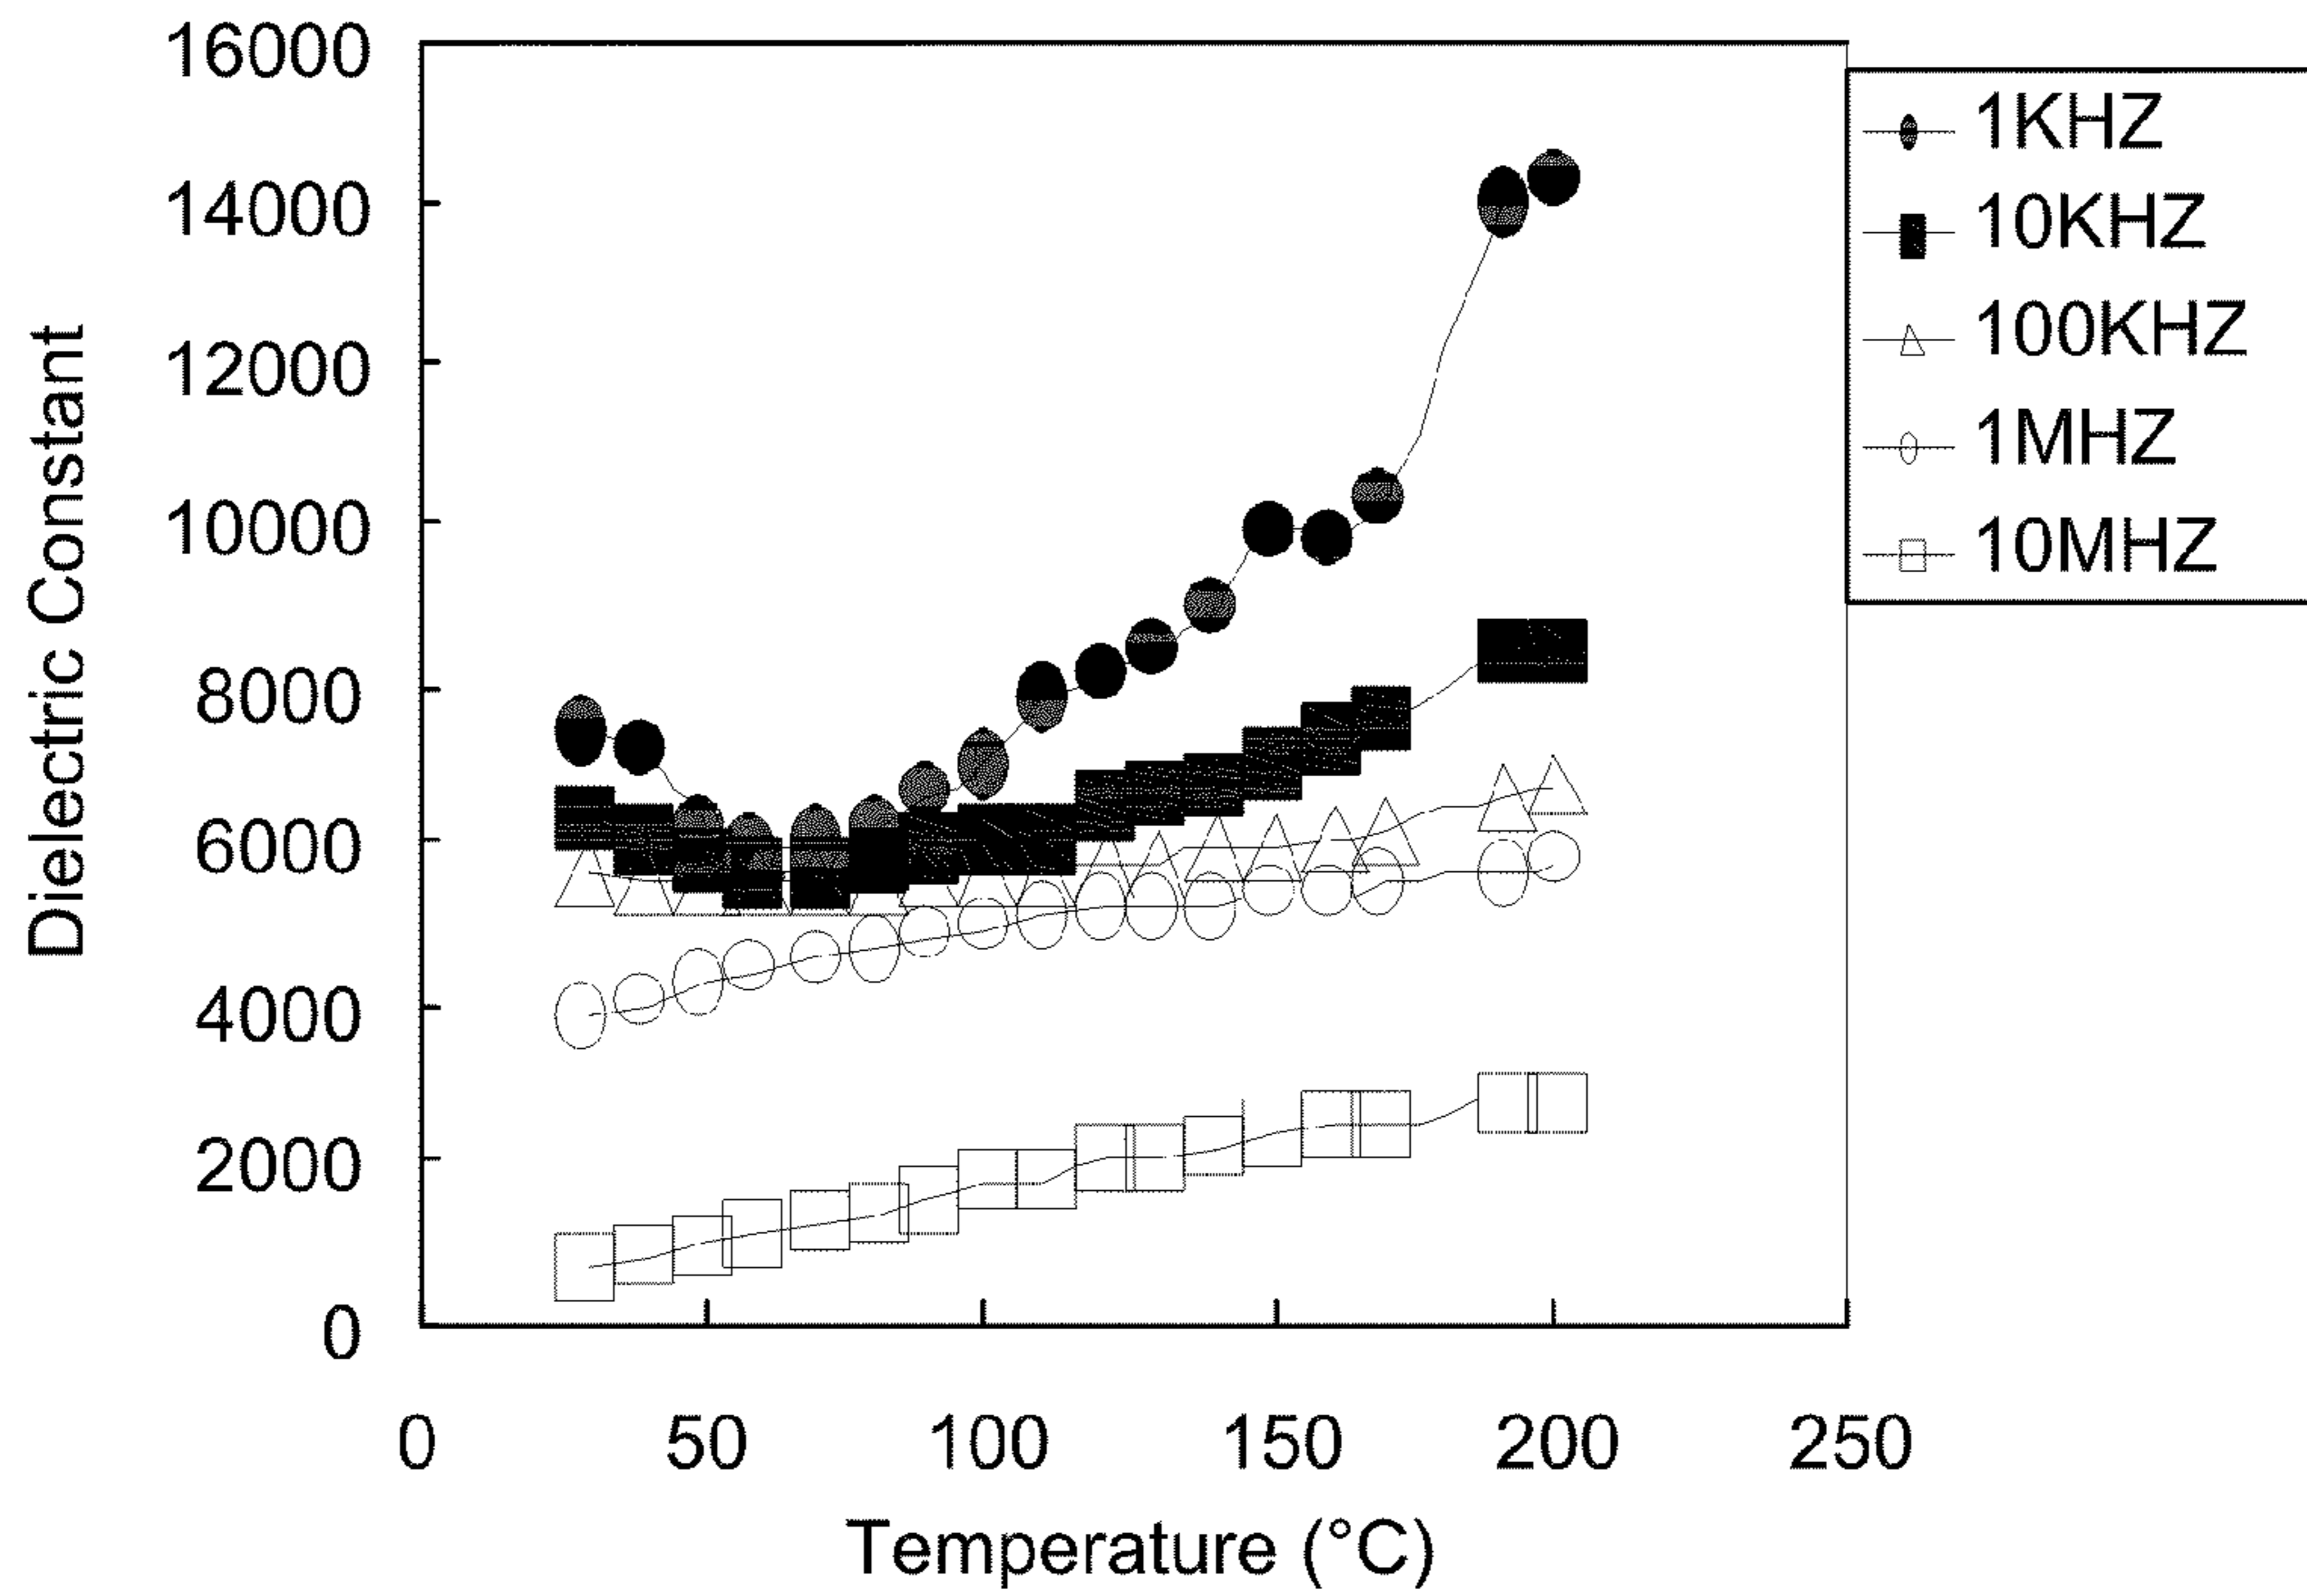 16000
14000
12000
10000
8000
6000
4000
2000
0
Dielectric Constant
0 50 100 150 200 250
Temperature (°C)
1KHZ
10KHZ
100KHZ
1MHZ
10MHZ